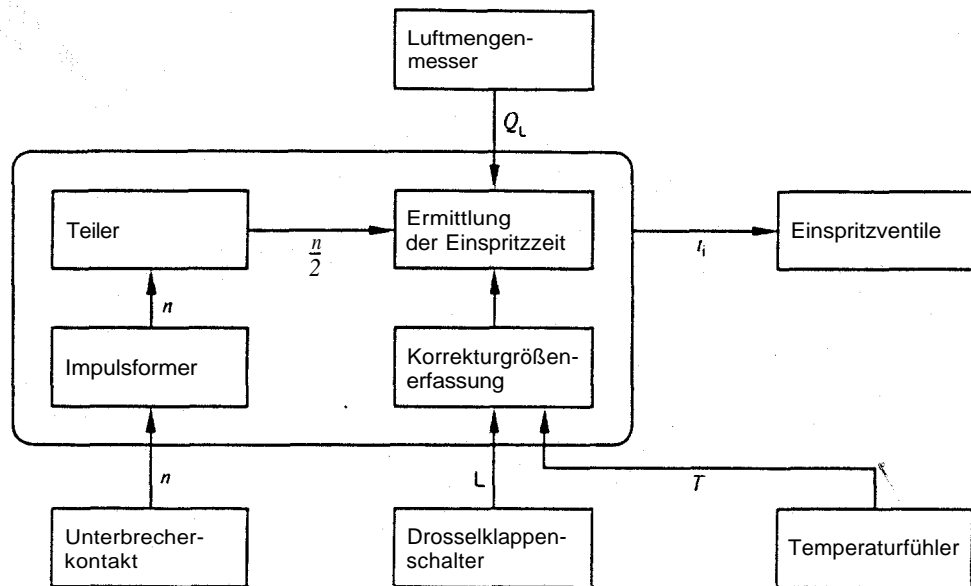 Luftmengen-
messer
Q_L
Teiler
n/2
Ermittlung
der Einspritzzeit
t_i
Einspritzventile
n
Impulsformer
Korrekturgrößen-
erfassung
n
L
T
Unterbrecher-
kontakt
Drosselklappen-
schalter
Temperaturfühler